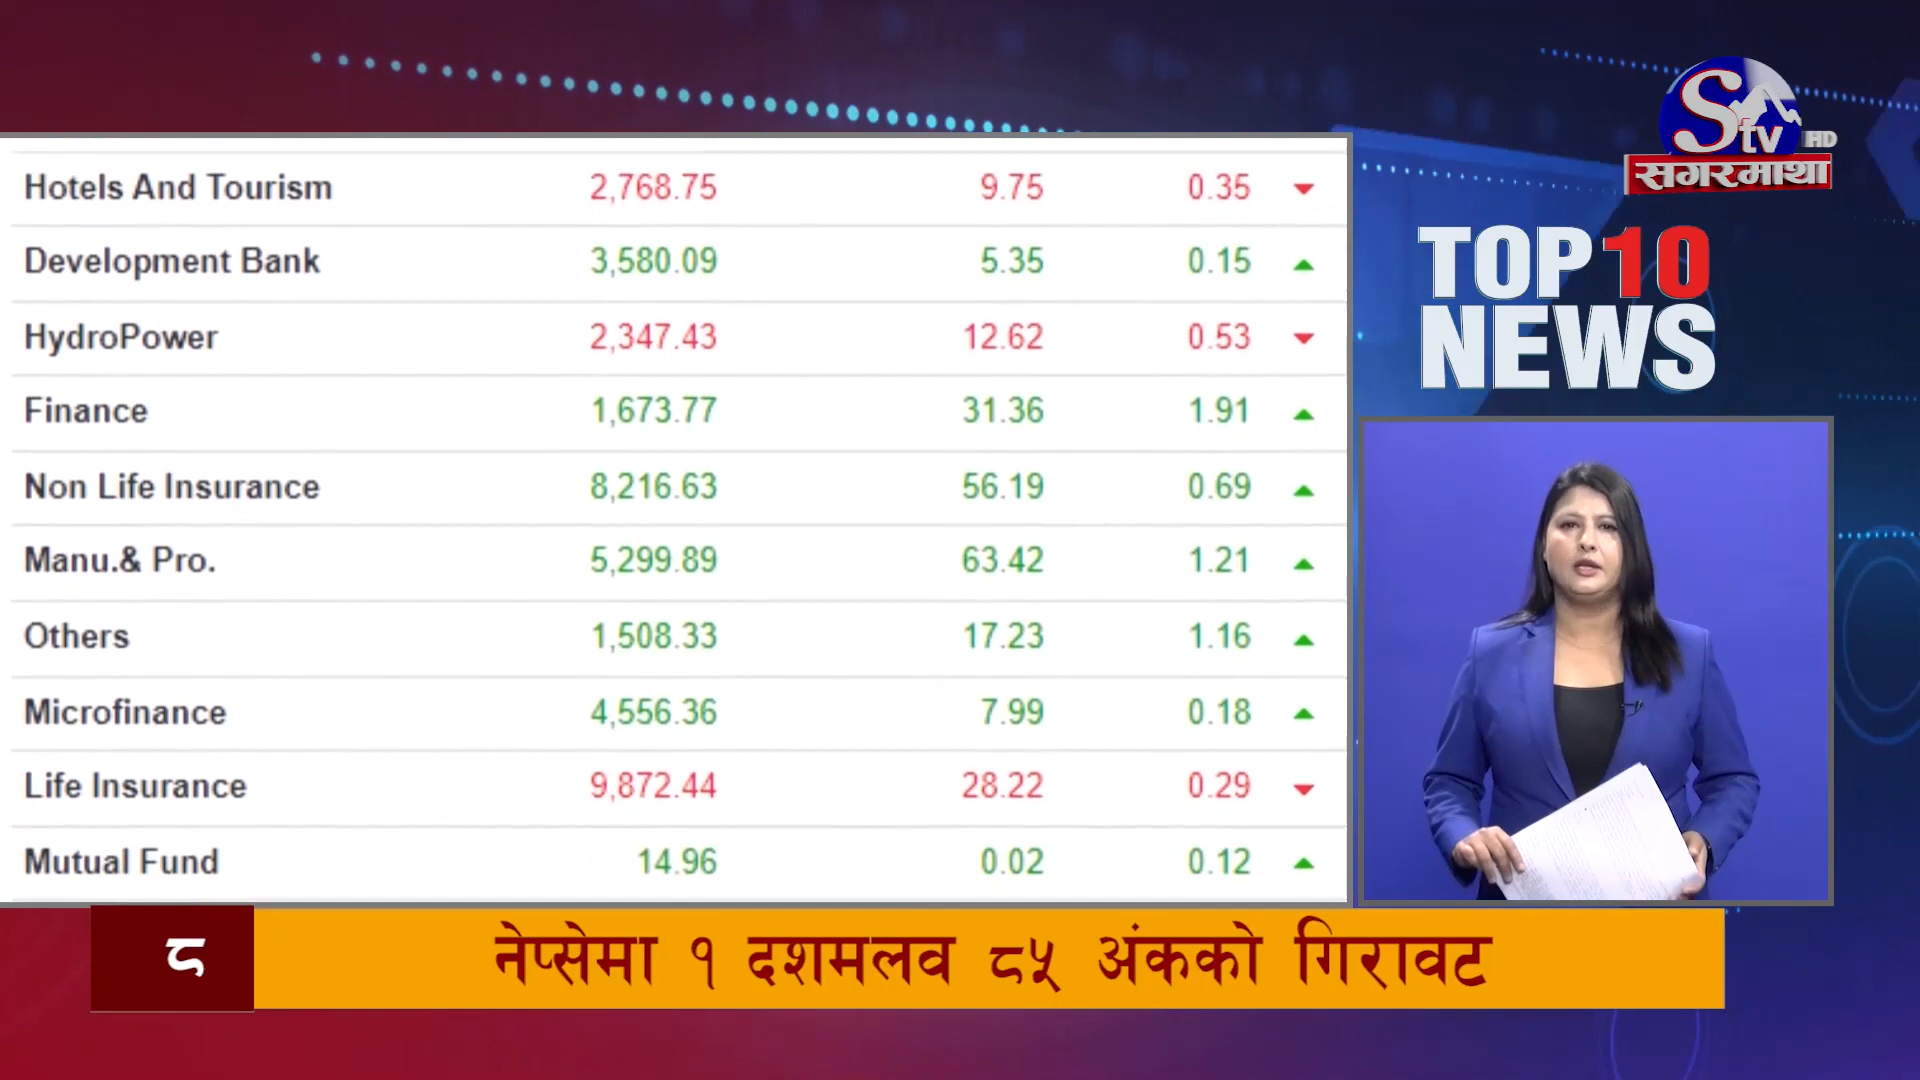 Stv HD
सगरमाथा
TOP 10
NEWS
Hotels And Tourism 2,768.75 9.75 0.35
Development Bank 3,580.09 5.35 0.15
HydroPower 2,347.43 12.62 0.53
Finance 1,673.77 31.36 1.91
Non Life Insurance 8,216.63 56.19 0.69
Manu.& Pro. 5,299.89 63.42 1.21
Others 1,508.33 17.23 1.16
Microfinance 4,556.36 7.99 0.18
Life Insurance 9,872.44 28.22 0.29
Mutual Fund 14.96 0.02 0.12
८ नेप्सेमा १ दशमलव ८५ अंकको गिरावट